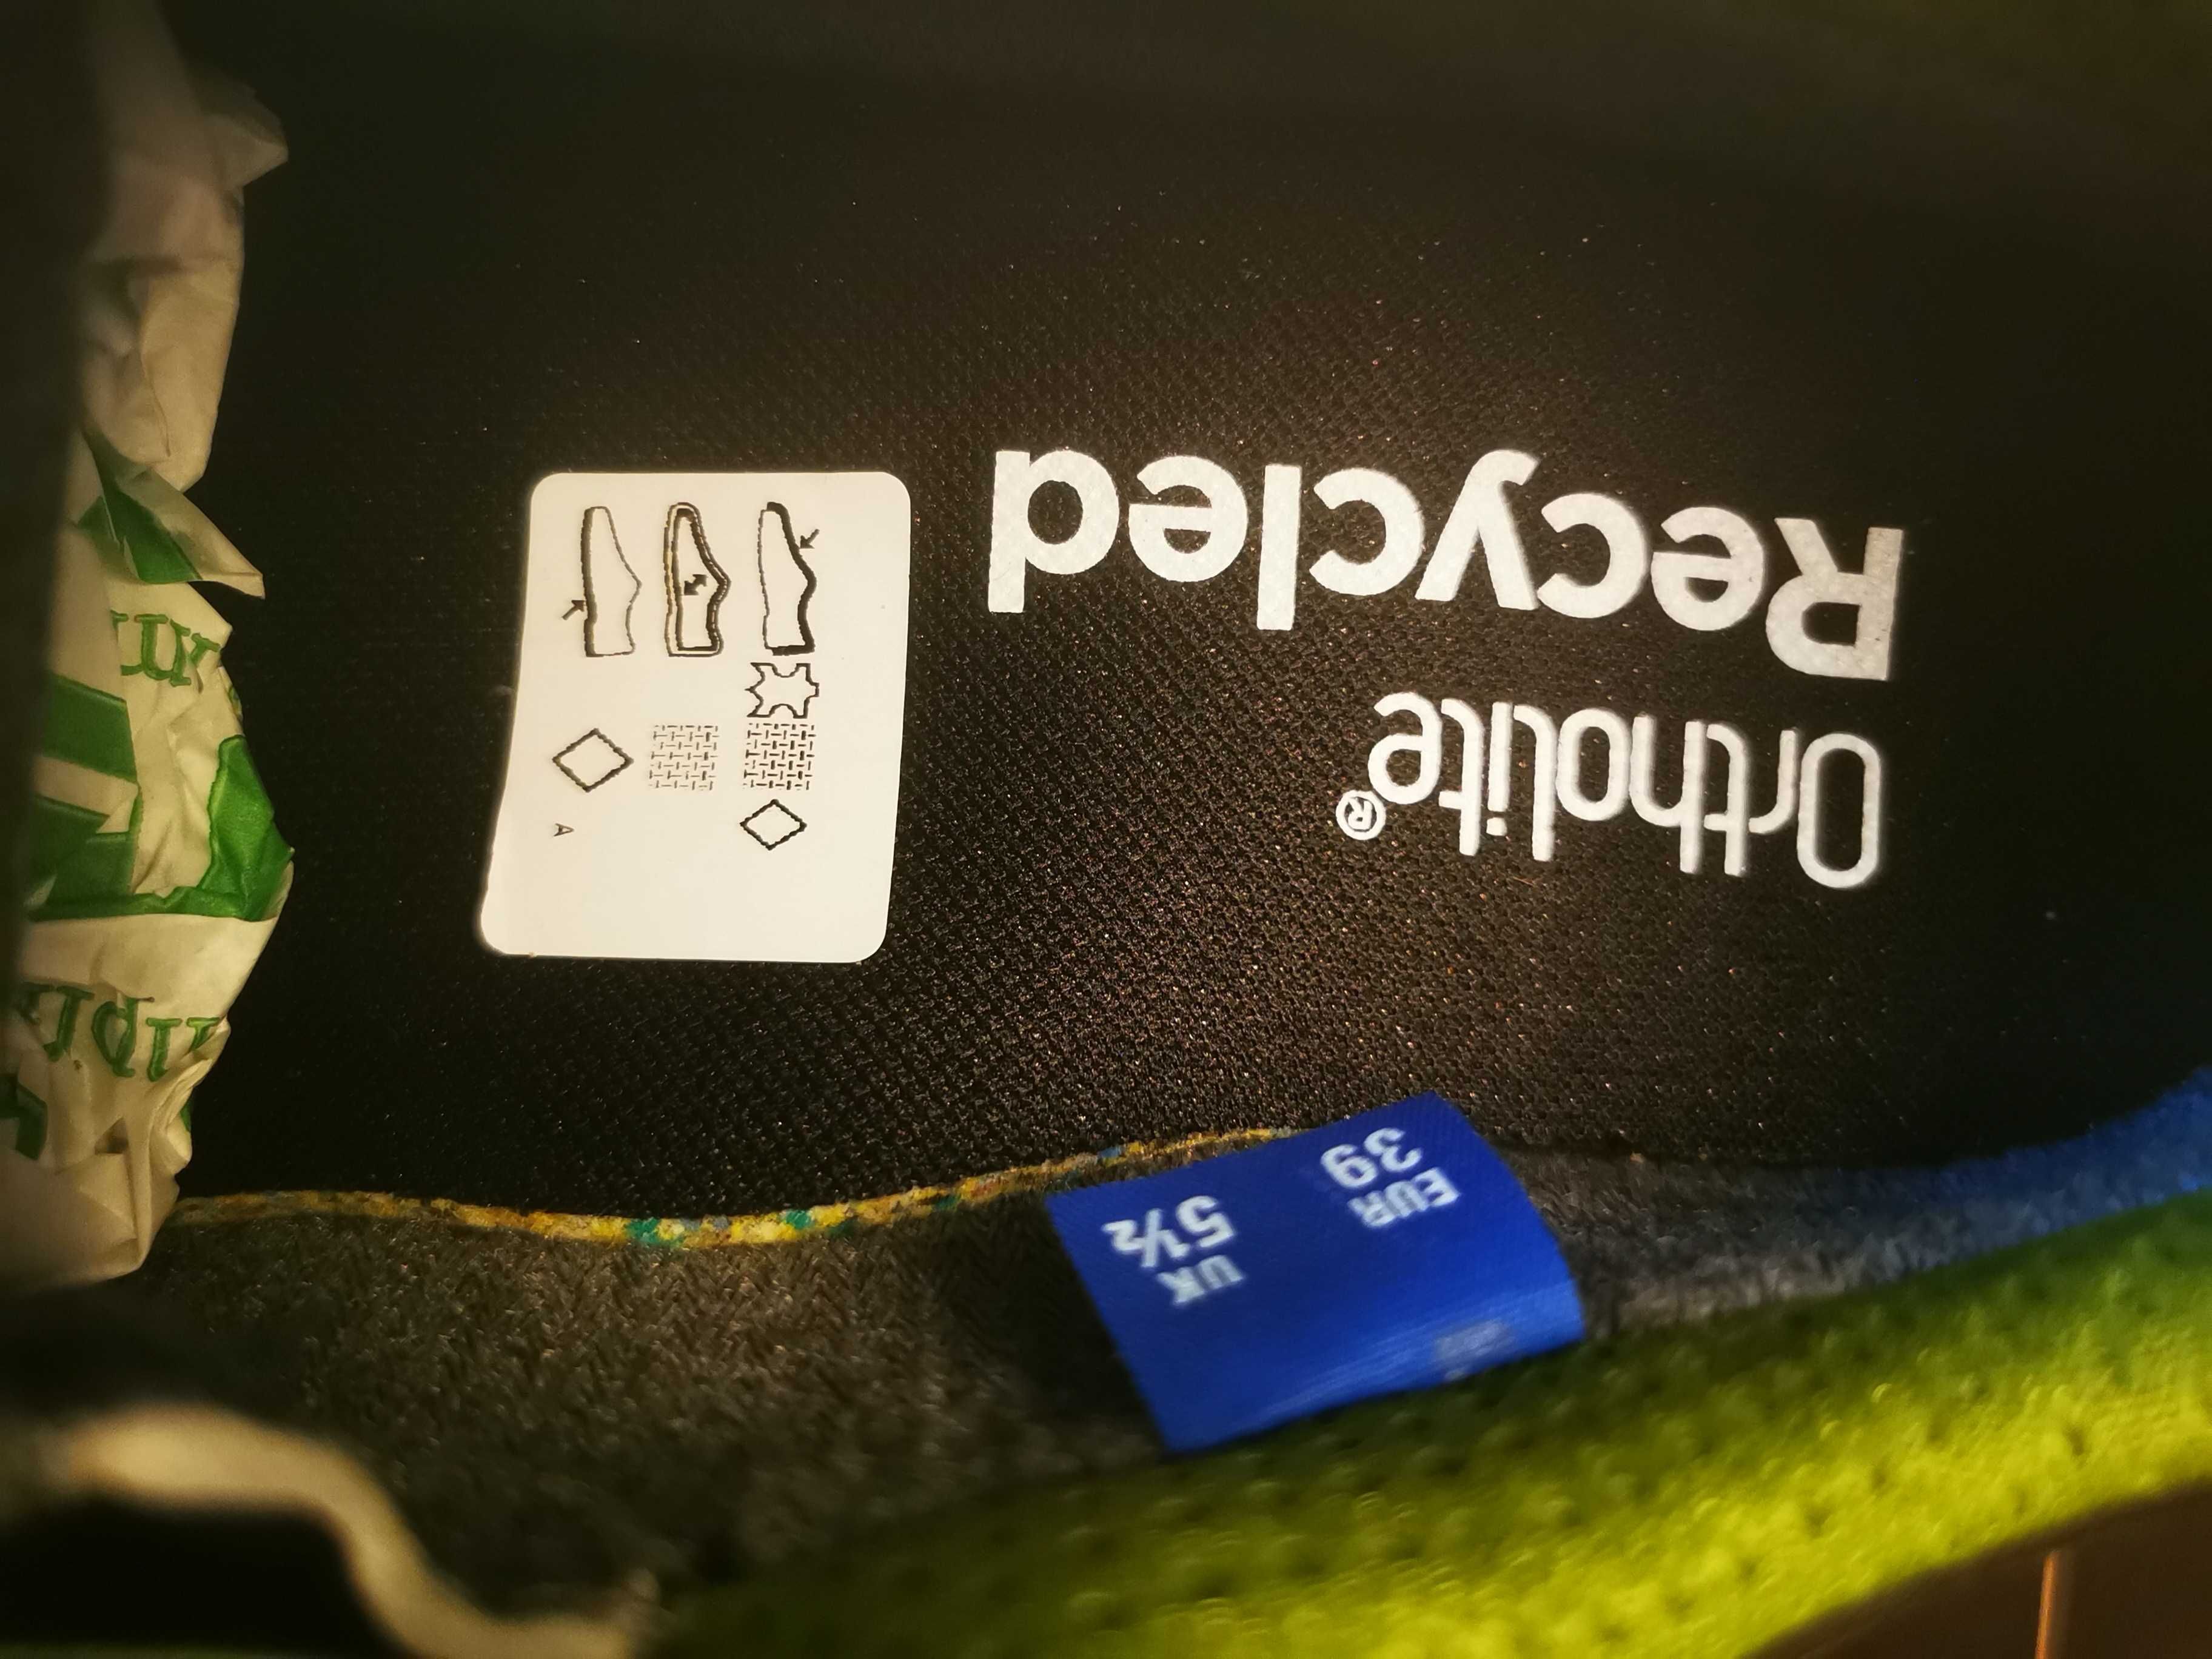 Ortholite®
Recycled
EUR
39
UK
5½
A